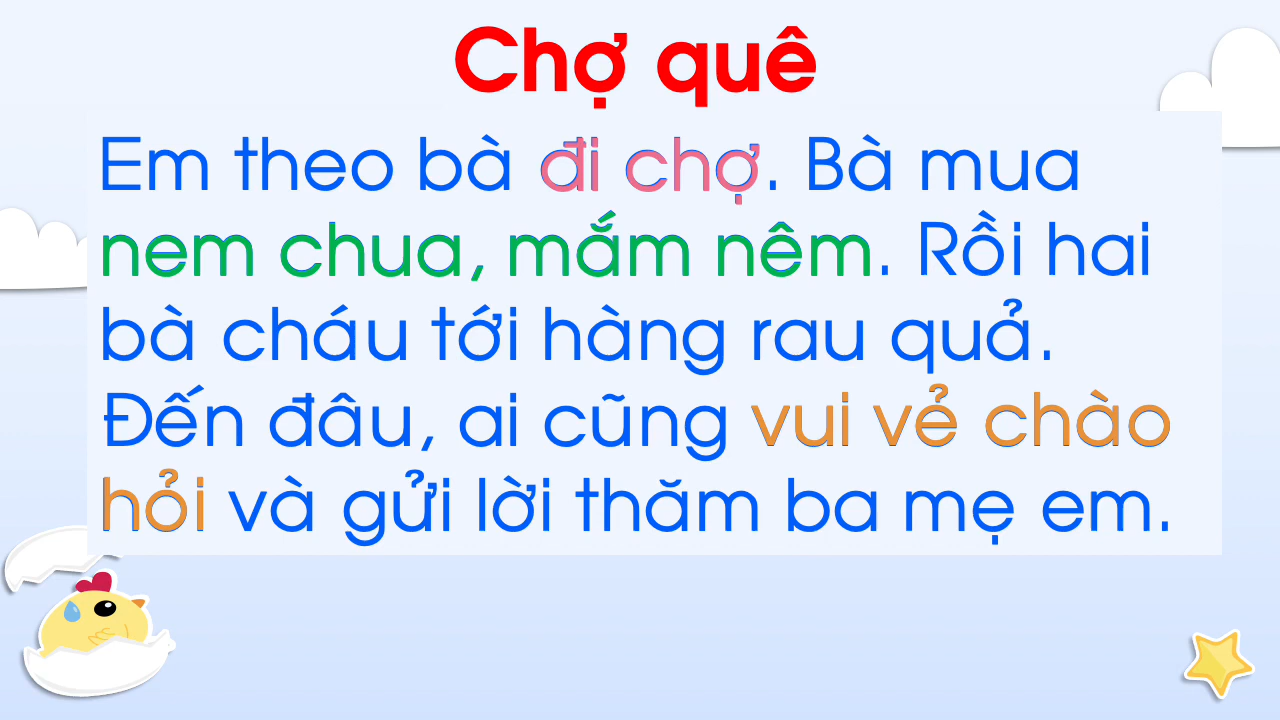 Chợ quê
Em theo bà đi chợ. Bà mua
nem chua, mắm nêm. Rồi hai
bà cháu tới hàng rau quả.
Đến đâu, ai cũng vui vẻ chào
hỏi và gửi lời thăm ba mẹ em.